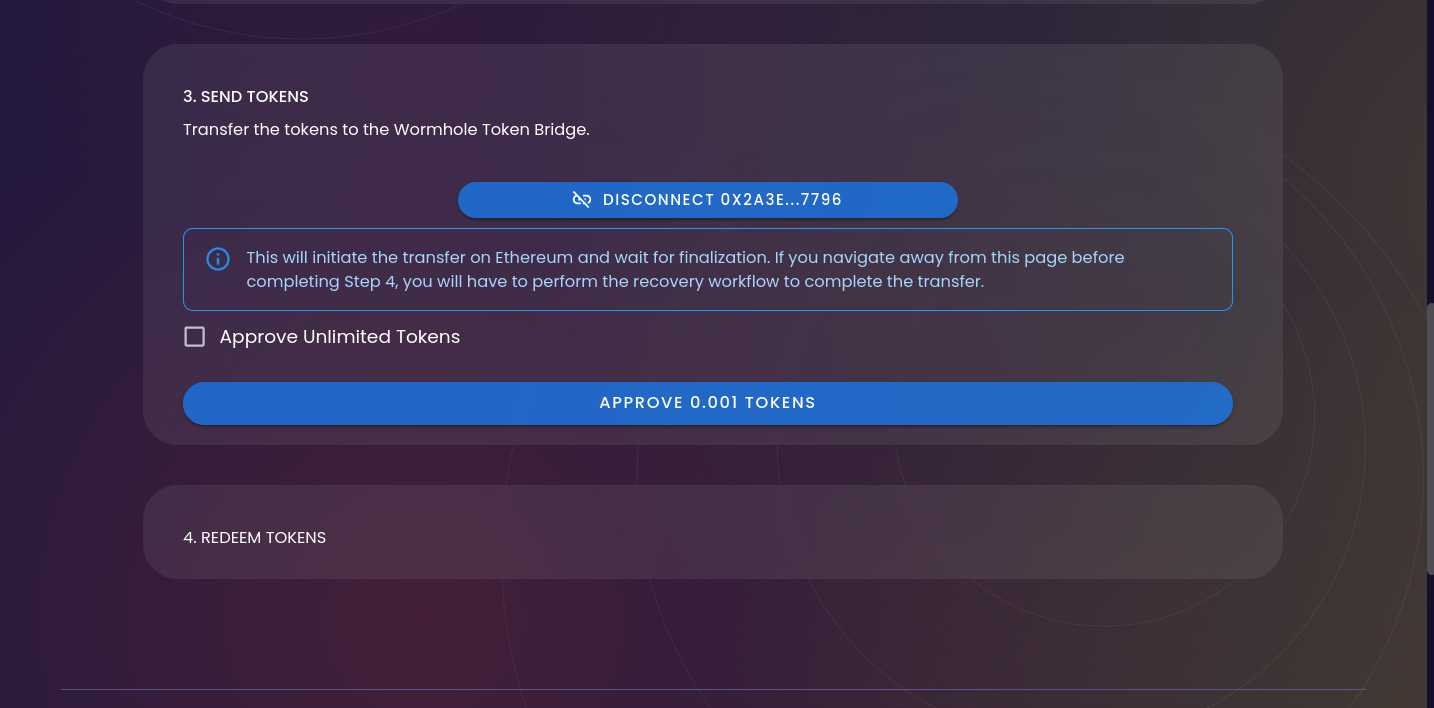 3. SEND TOKENS
Transfer the tokens to the Wormhole Token Bridge.
DISCONNECT 0X2A3E...7796
This will initiate the transfer on Ethereum and wait for finalization. If you navigate away from this page before
completing Step 4, you will have to perform the recovery workflow to complete the transfer.
Approve Unlimited Tokens
APPROVE 0.001 TOKENS
4. REDEEM TOKENS